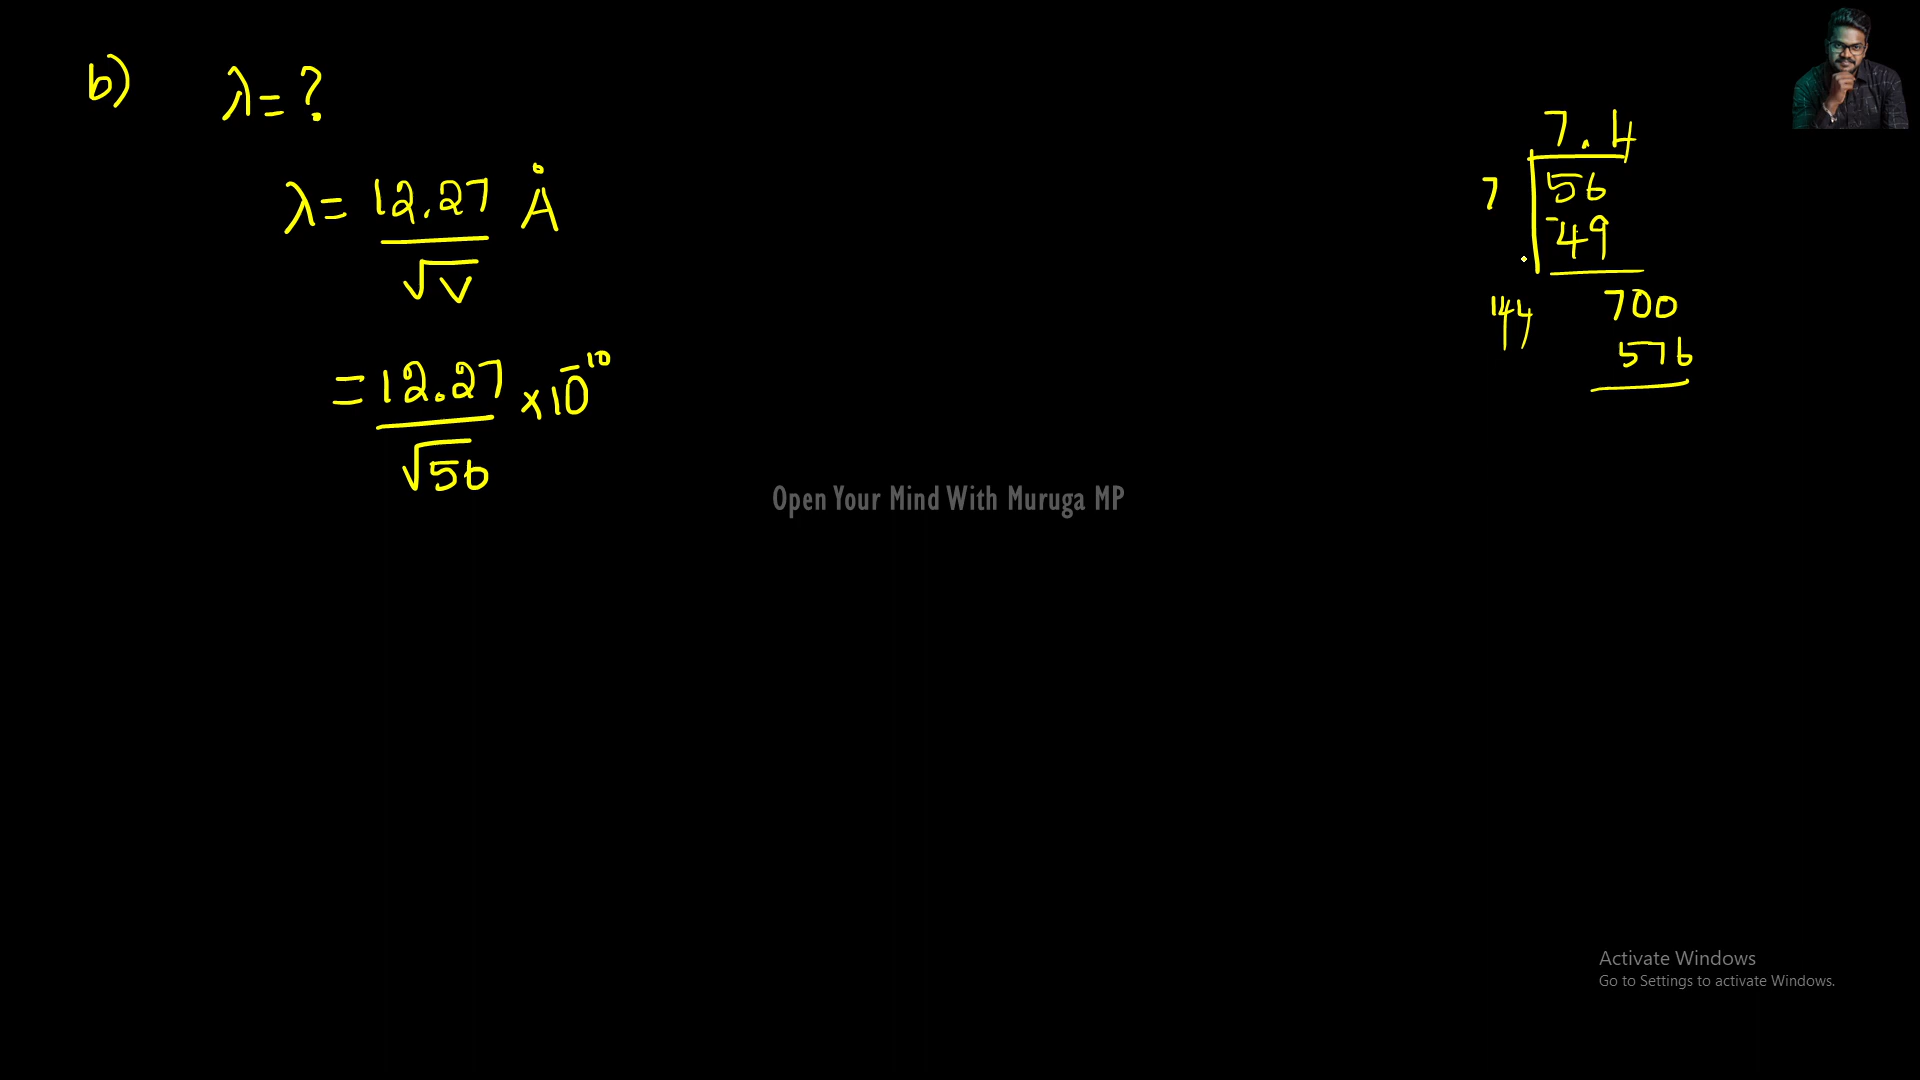 b) λ = ?
λ = 12.27 Å
√V
= 12.27 × 10⁻¹⁰
√56
7.4
7 56
-49
144 700
576
Open Your Mind With Muruga MP
Activate Windows
Go to Settings to activate Windows.